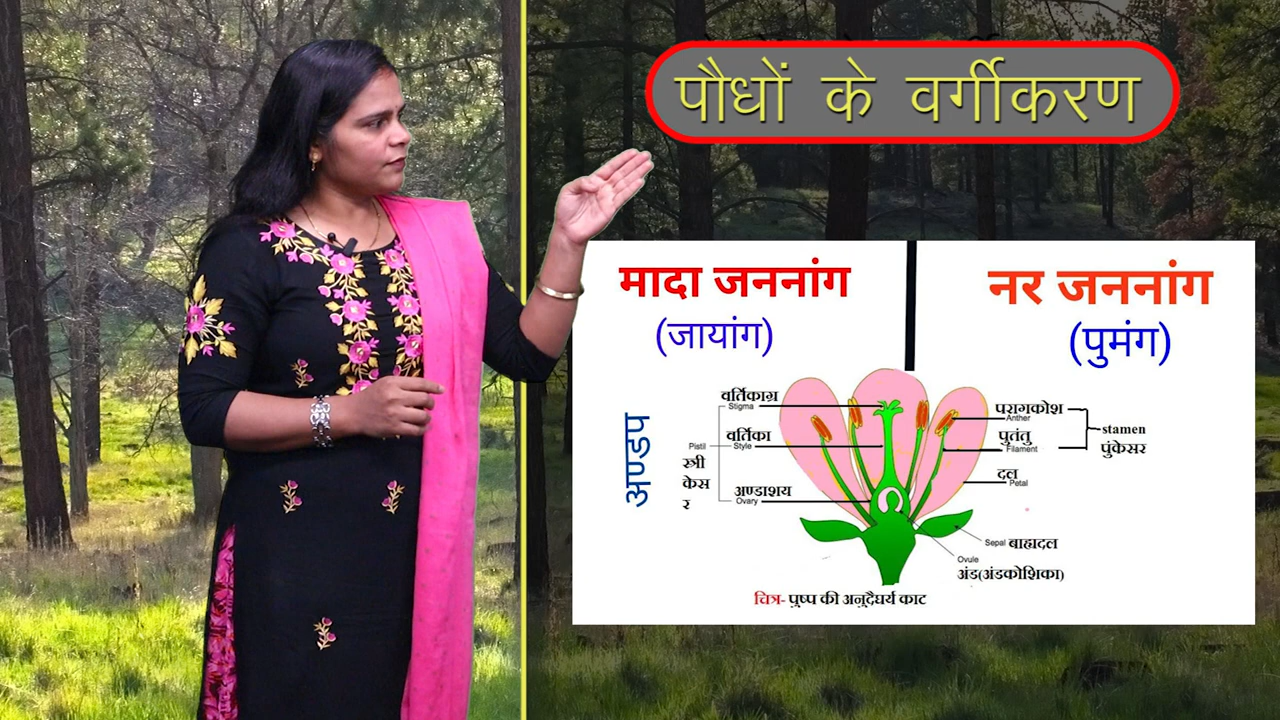 पौधों के वर्गीकरण
मादा जननांग
(जायांग)
नर जननांग
(पुमंग)
अण्डप
वर्तिकाग्र
Stigma
वर्तिका
Style
Pistil
स्त्री
केस
र
अण्डाशय
Ovary
परागकोश
Anther
पुतंतु
Filament
stamen
पुंकेसर
दल
Petal
Sepal बाह्यदल
Ovule
अंड(अंडकोशिका)
चित्र- पुष्प की अनुदैघर्य काट